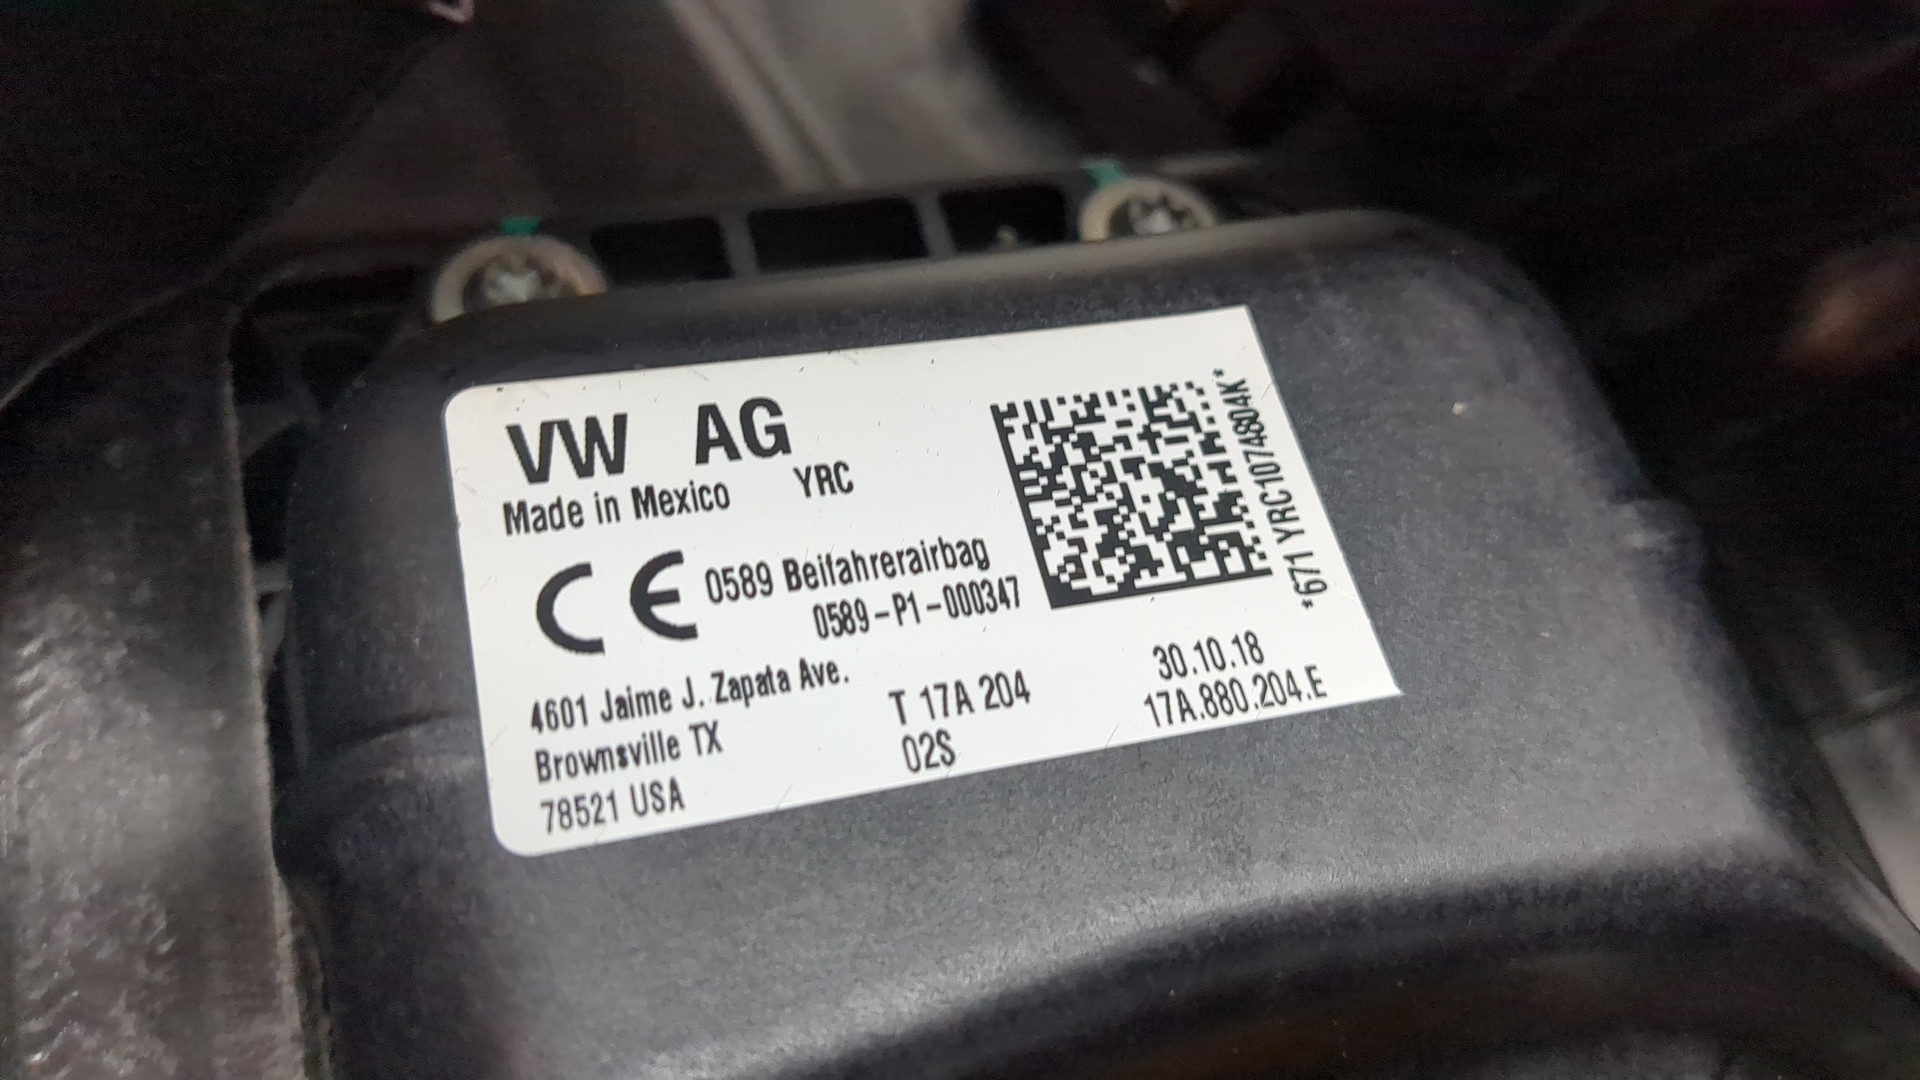 VW AG
Made in Mexico YRC
CE 0589 Beifahrerairbag
0589-P1-000347
4601 Jaime J. Zapata Ave.
Brownsville TX
78521 USA
T 17A 204
02S
30.10.18
17A.880.204.E
*671 YRC10748804K*